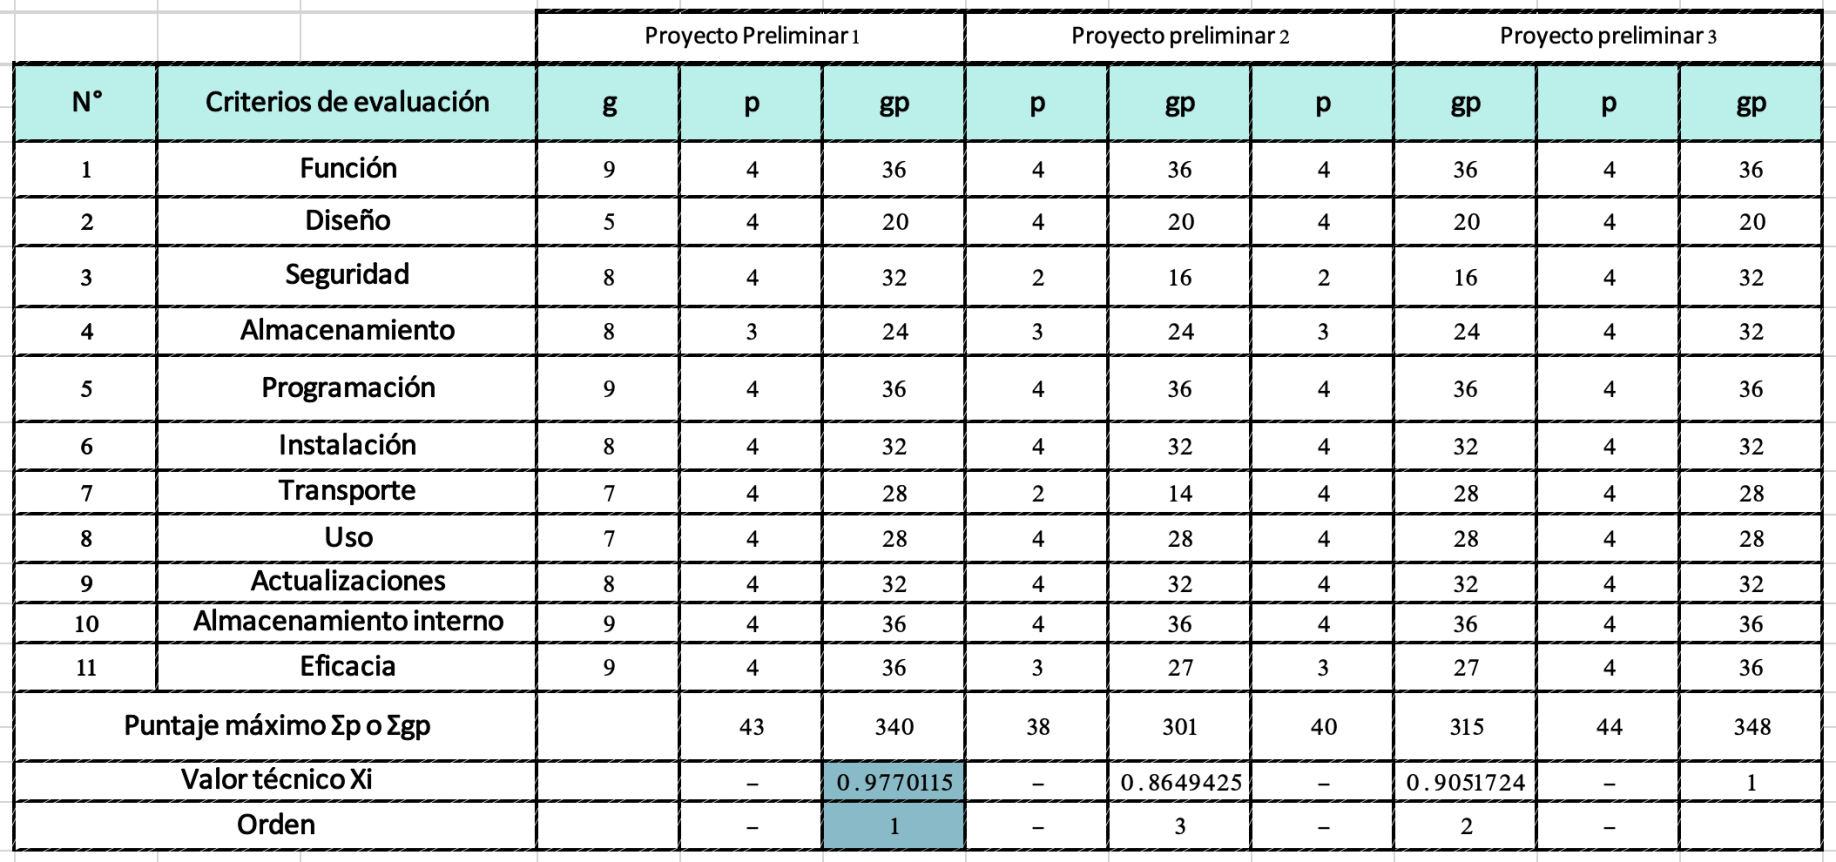 Proyecto Preliminar 1 Proyecto preliminar 2 Proyecto preliminar 3
N° Criterios de evaluación g p gp p gp p gp p gp
1 Función 9 4 36 4 36 4 36 4 36
2 Diseño 5 4 20 4 20 4 20 4 20
3 Seguridad 8 4 32 2 16 2 16 4 32
4 Almacenamiento 8 3 24 3 24 3 24 4 32
5 Programación 9 4 36 4 36 4 36 4 36
6 Instalación 8 4 32 4 32 4 32 4 32
7 Transporte 7 4 28 2 14 4 28 4 28
8 Uso 7 4 28 4 28 4 28 4 28
9 Actualizaciones 8 4 32 4 32 4 32 4 32
10 Almacenamiento interno 9 4 36 4 36 4 36 4 36
11 Eficacia 9 4 36 3 27 3 27 4 36
Puntaje máximo Σp o Σgp 43 340 38 301 40 315 44 348
Valor técnico Xi – 0.9770115 – 0.8649425 – 0.9051724 – 1
Orden – 1 – 3 – 2 –